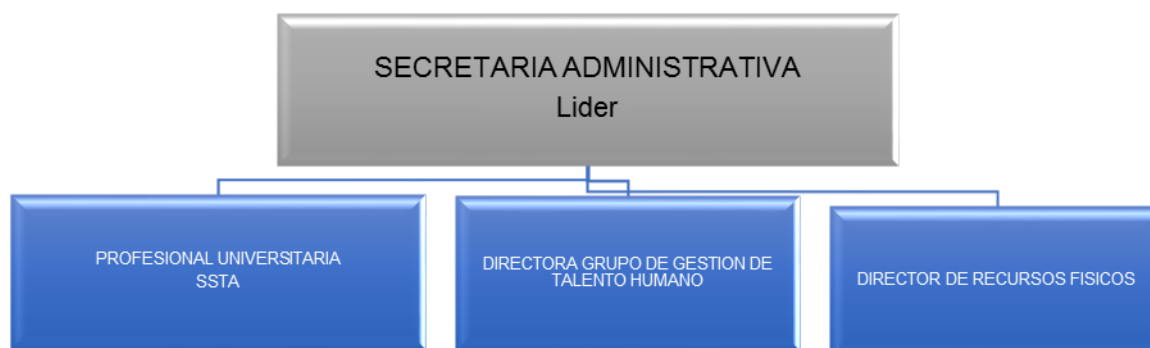 SECRETARIA ADMINISTRATIVA
Lider
PROFESIONAL UNIVERSITARIA
SSTA
DIRECTORA GRUPO DE GESTION DE
TALENTO HUMANO
DIRECTOR DE RECURSOS FISICOS